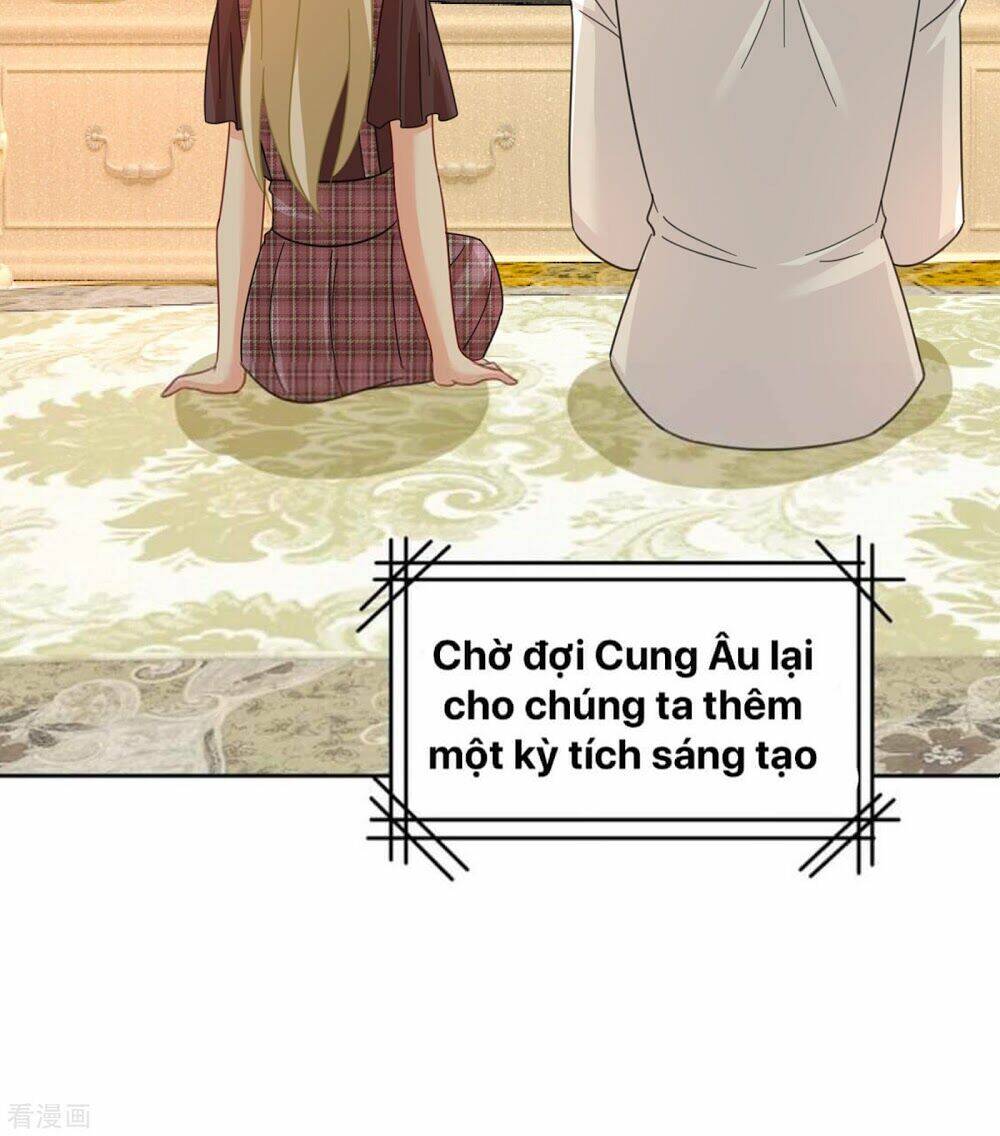 Chờ đợi Cung Âu lại
cho chúng ta thêm
một kỳ tích sáng tạo
看漫画